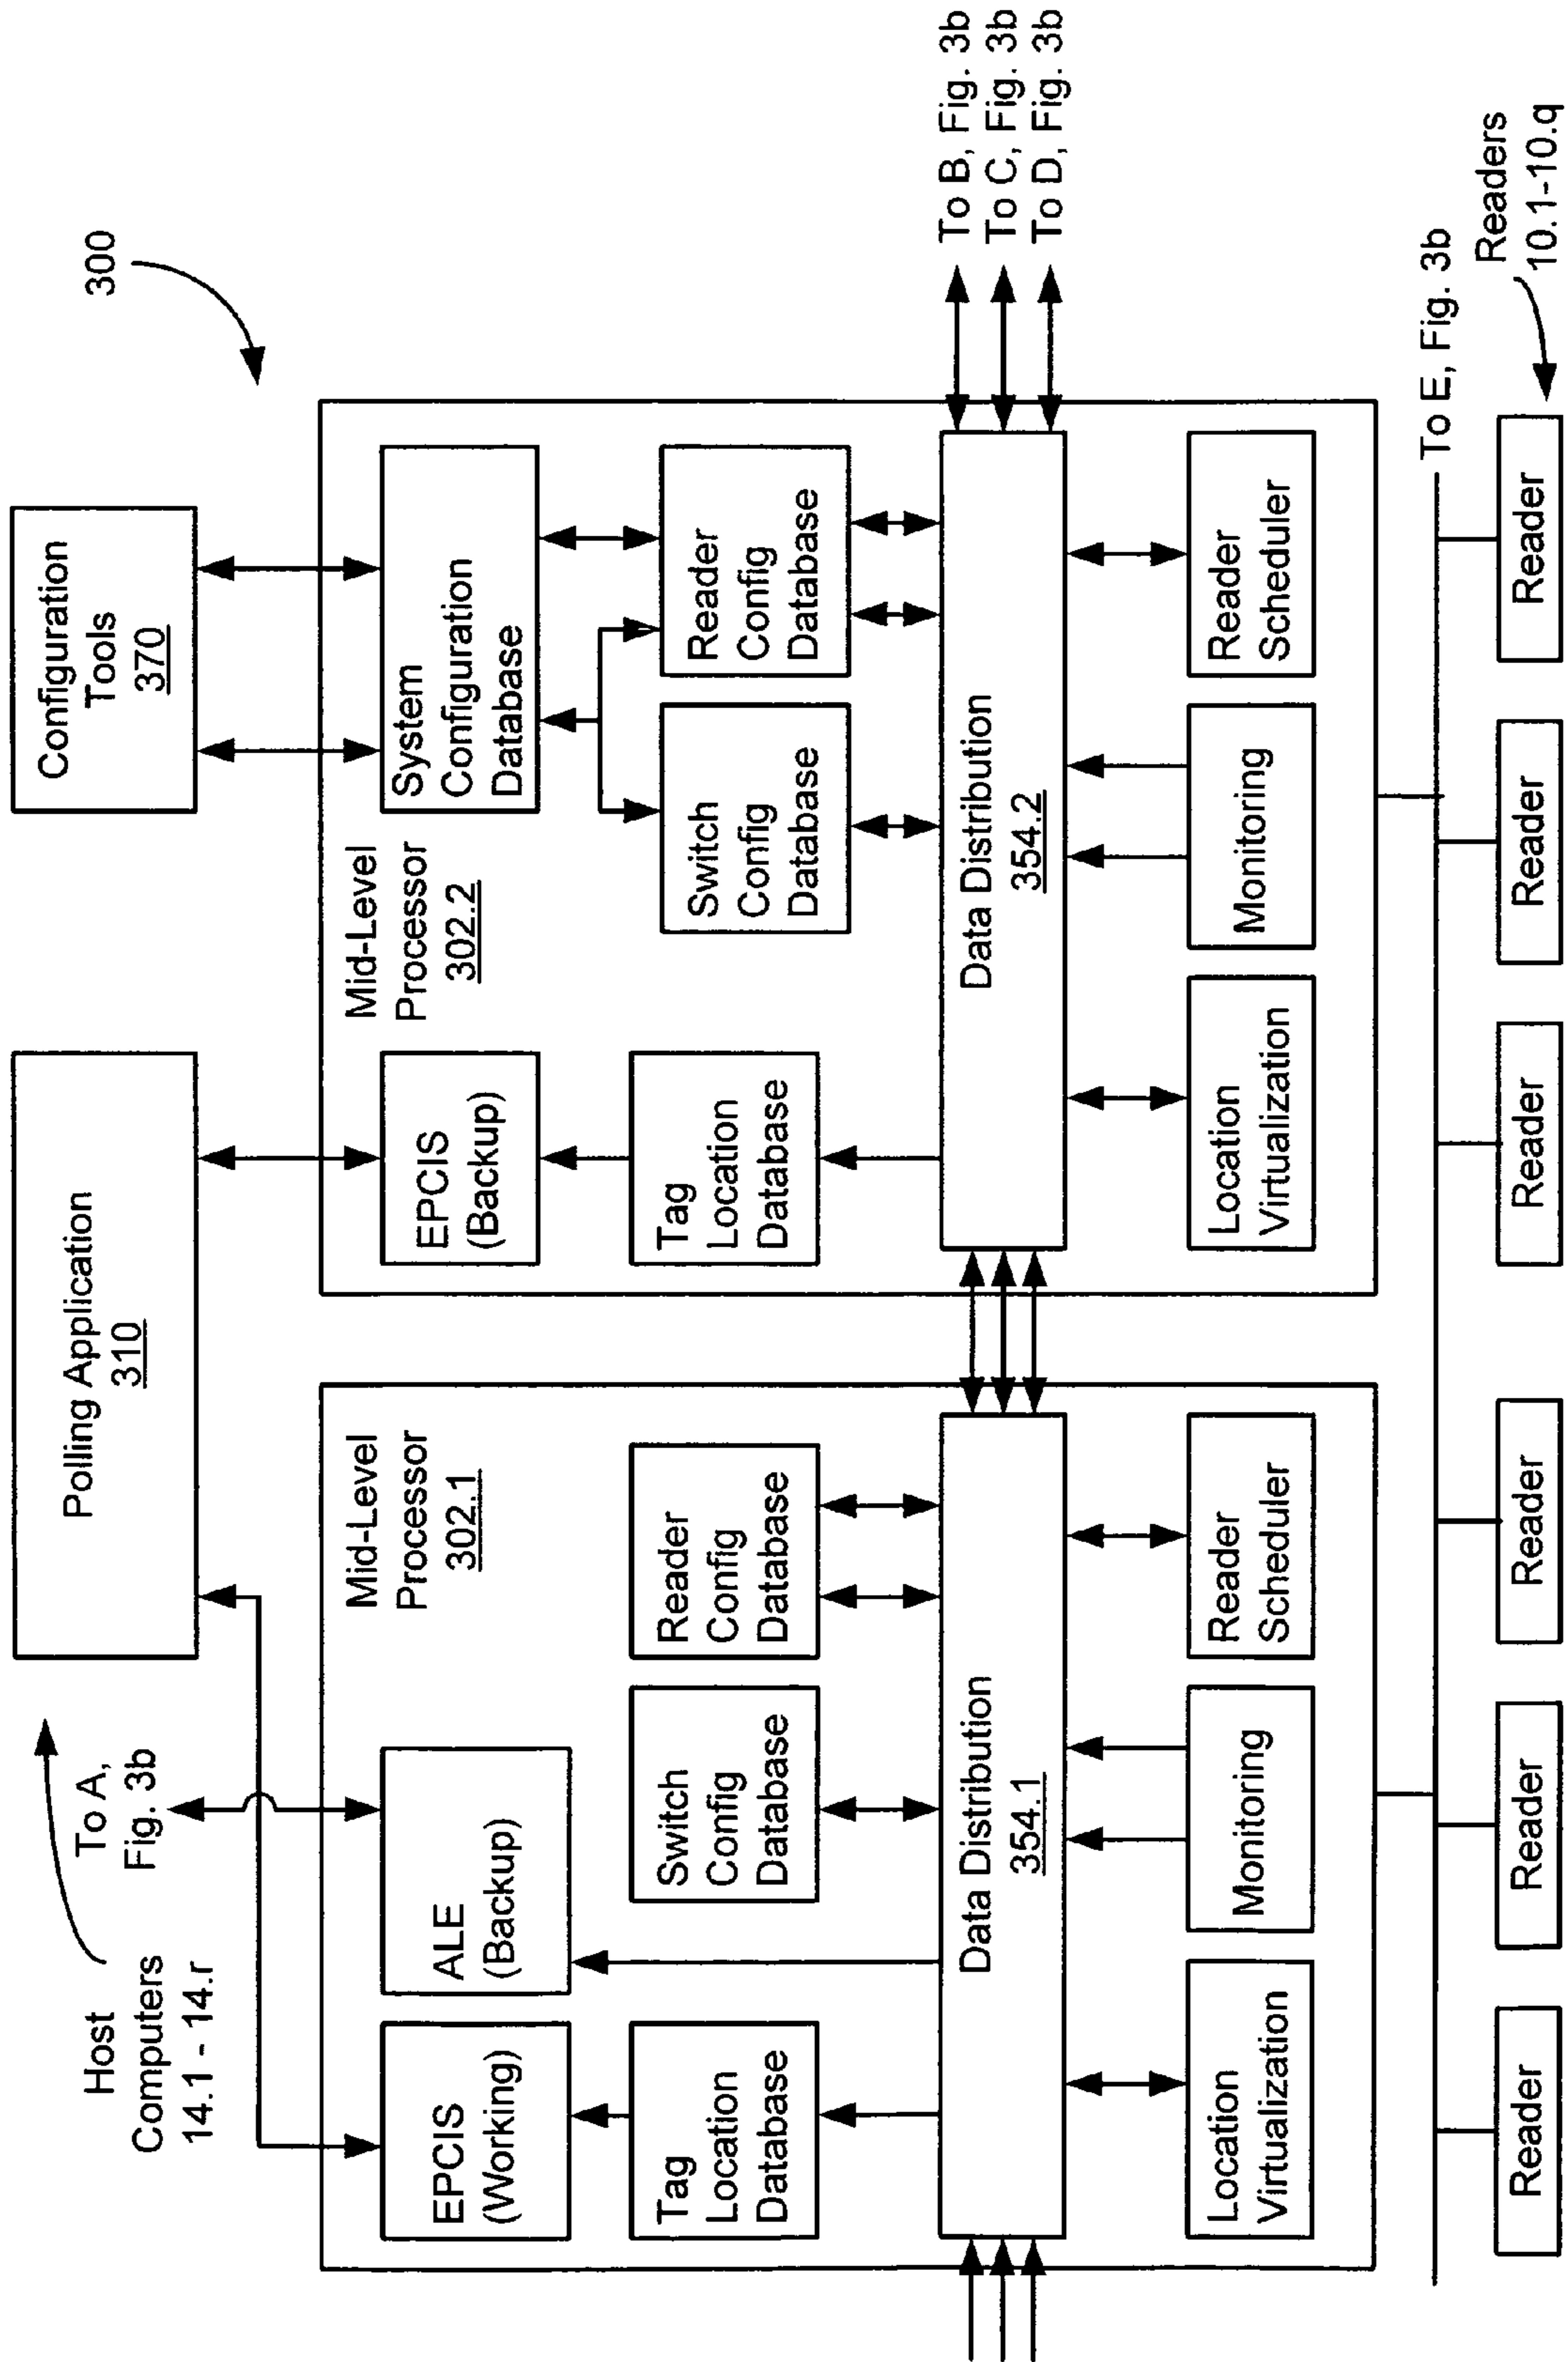 Host
Computers
14.1 - 14.r
To A,
Fig. 3b
Polling Application
310
Configuration
Tools
370
300
Mid-Level
Processor
302.1
EPCIS
(Working)
ALE
(Backup)
Tag
Location
Database
Switch
Config
Database
Reader
Config
Database
Data Distribution
354.1
Location
Virtualization
Monitoring
Reader
Scheduler
Mid-Level
Processor
302.2
EPCIS
(Backup)
System
Configuration
Database
Tag
Location
Database
Switch
Config
Database
Reader
Config
Database
Data Distribution
354.2
Location
Virtualization
Monitoring
Reader
Scheduler
To B, Fig. 3b
To C, Fig. 3b
To D, Fig. 3b
To E, Fig. 3b
Readers
10.1-10.q
Reader
Reader
Reader
Reader
Reader
Reader